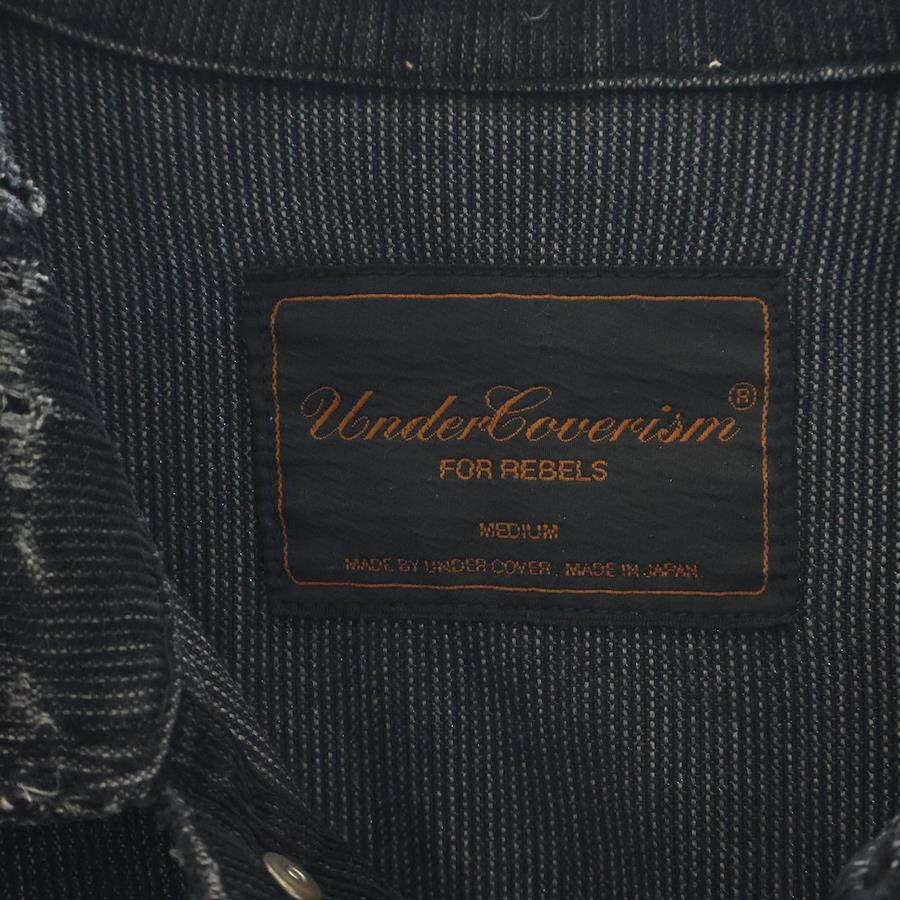 UnderCoverism®
FOR REBELS
MEDIUM
MADE BY UNDER COVER. MADE IN JAPAN.